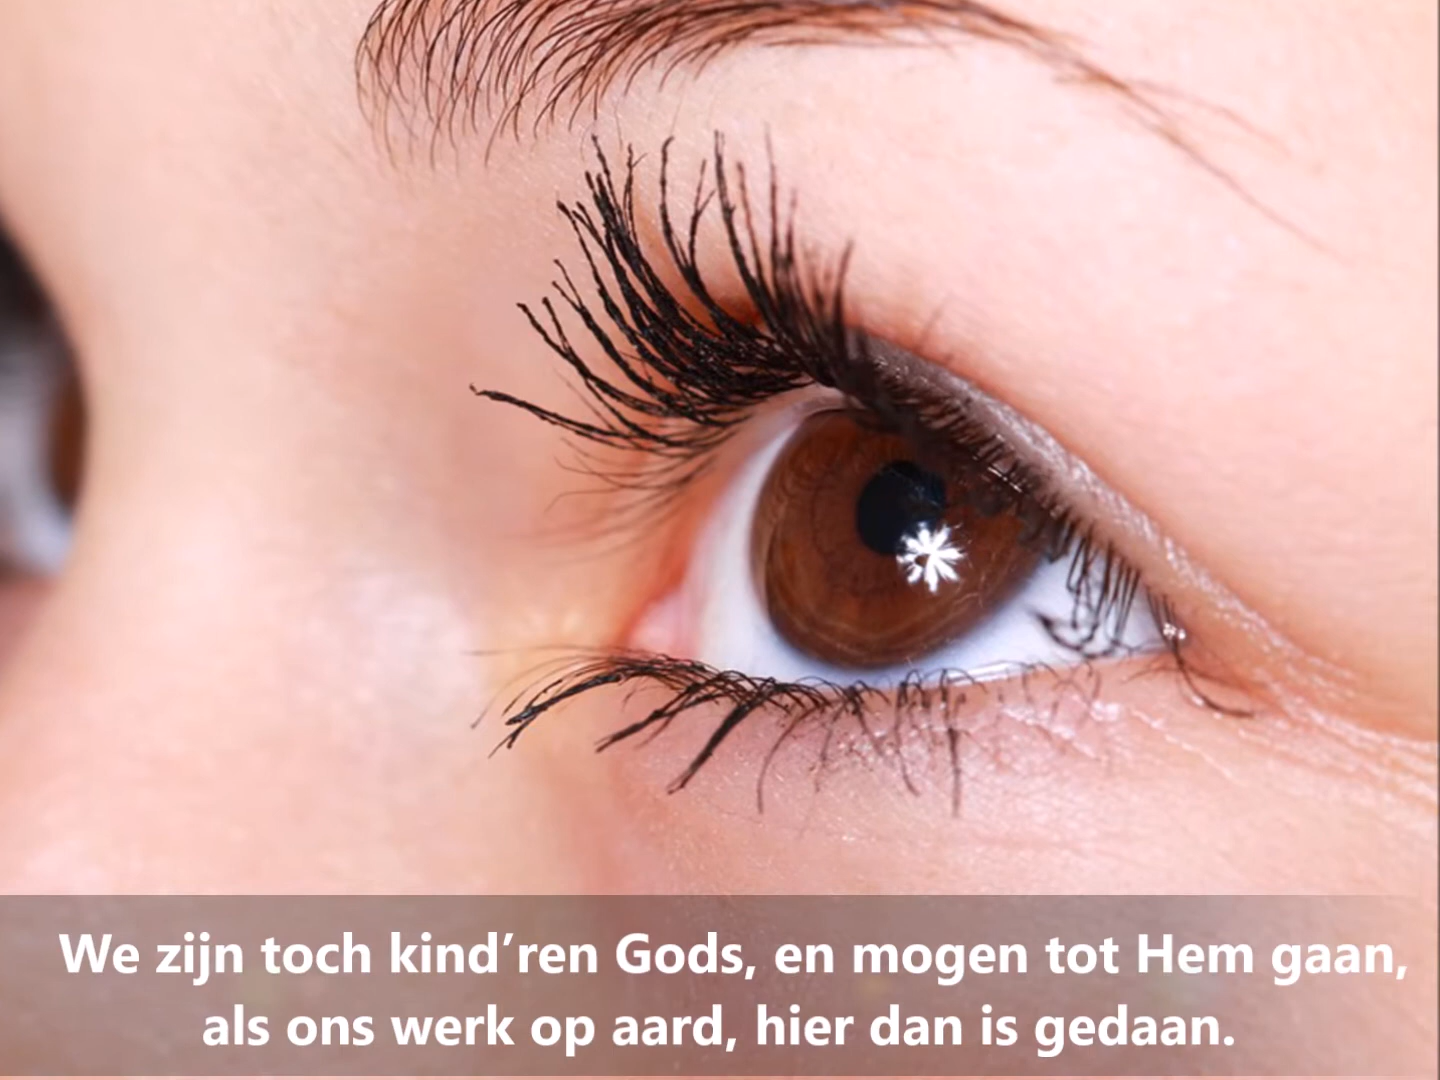 We zijn toch kind’ren Gods, en mogen tot Hem gaan,
als ons werk op aard, hier dan is gedaan.